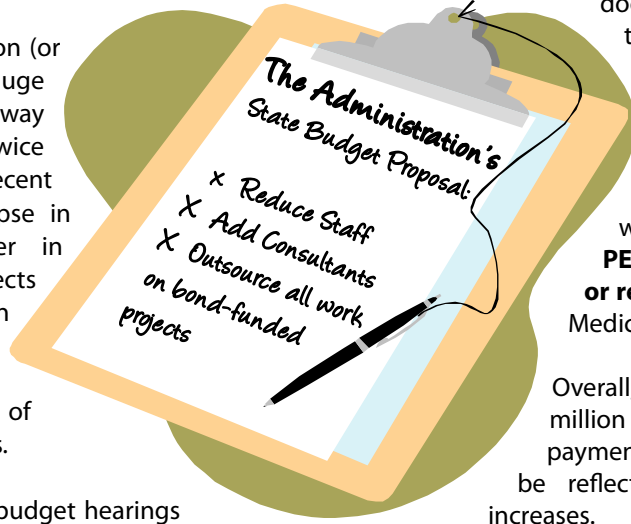 on (or
uge
way
wice
ecent
pse in
er in
ects
n
of
s.
budget hearings
The Administration's
State Budget Proposal:
x Reduce Staff
X Add Consultants
X Outsource all work
on bond-funded
projects
do
t
w
PE
or re
Medic
Overall
million
payment
be reflect
increases.